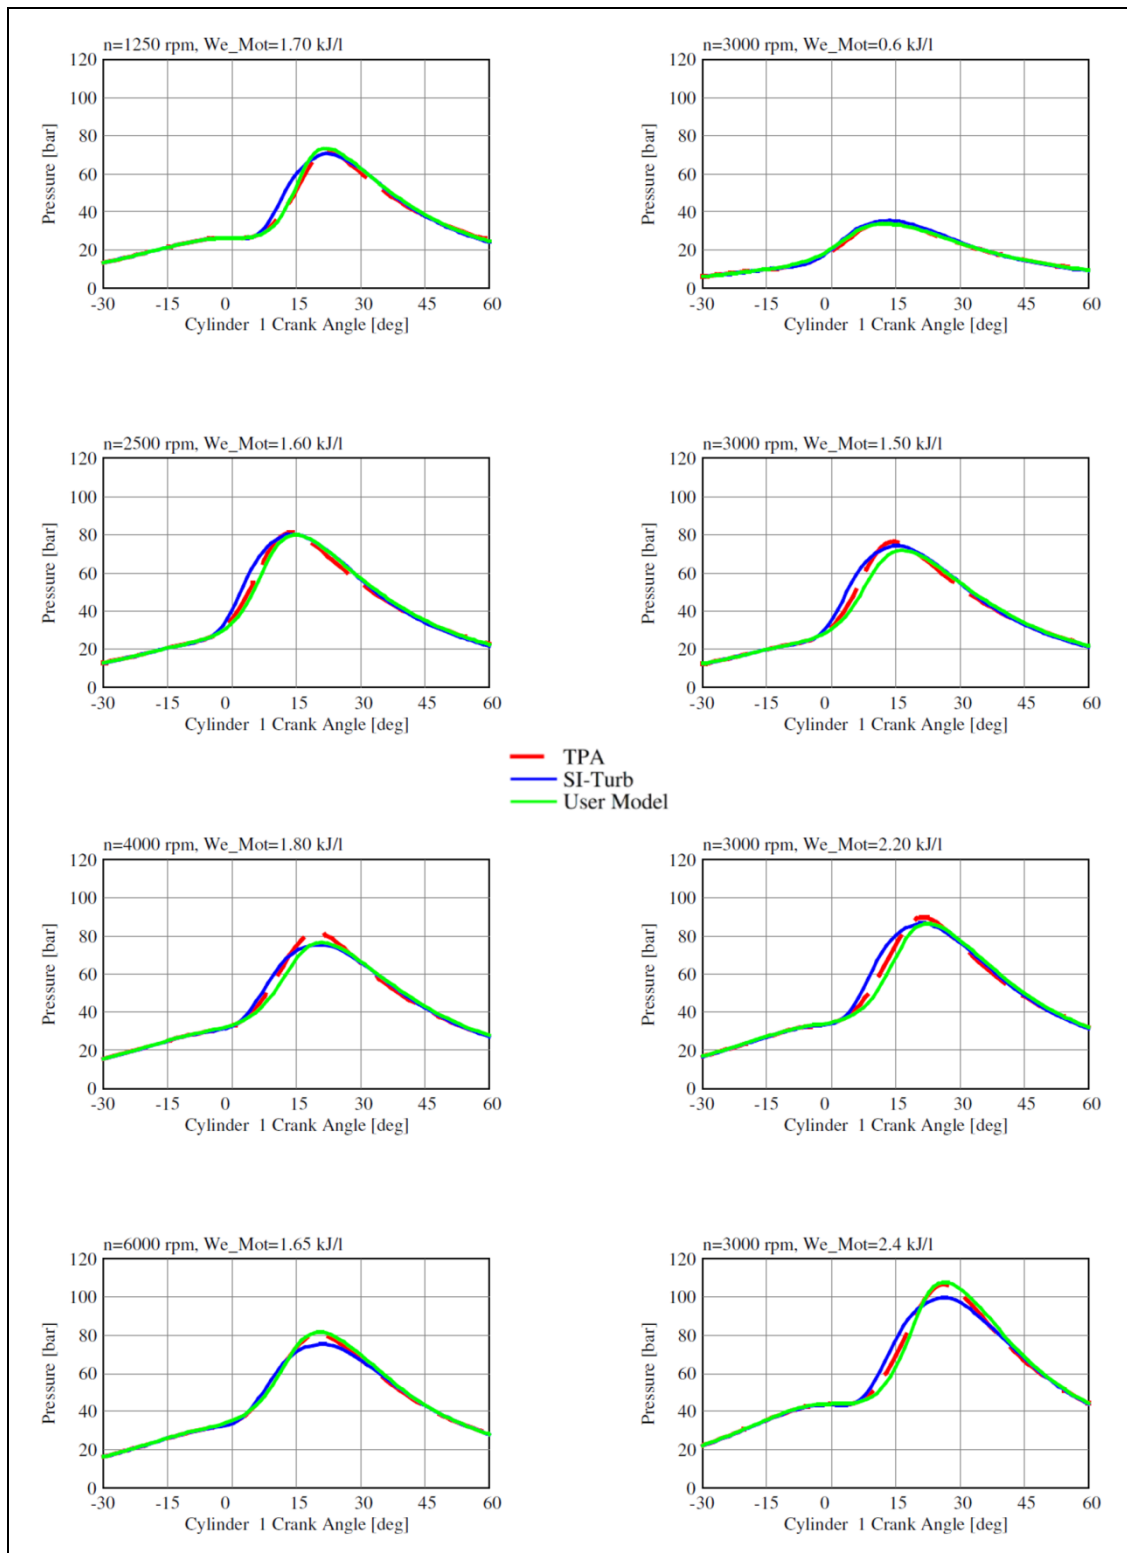 n=1250 rpm, We_Mot=1.70 kJ/l
120
100
80
60
40
20
0
Pressure [bar]
-30 -15 0 15 30 45 60
Cylinder 1 Crank Angle [deg]
n=3000 rpm, We_Mot=0.6 kJ/l
120
100
80
60
40
20
0
Pressure [bar]
-30 -15 0 15 30 45 60
Cylinder 1 Crank Angle [deg]
n=2500 rpm, We_Mot=1.60 kJ/l
120
100
80
60
40
20
0
Pressure [bar]
-30 -15 0 15 30 45 60
Cylinder 1 Crank Angle [deg]
n=3000 rpm, We_Mot=1.50 kJ/l
120
100
80
60
40
20
0
Pressure [bar]
-30 -15 0 15 30 45 60
Cylinder 1 Crank Angle [deg]
TPA
SI-Turb
User Model
n=4000 rpm, We_Mot=1.80 kJ/l
120
100
80
60
40
20
0
Pressure [bar]
-30 -15 0 15 30 45 60
Cylinder 1 Crank Angle [deg]
n=3000 rpm, We_Mot=2.20 kJ/l
120
100
80
60
40
20
0
Pressure [bar]
-30 -15 0 15 30 45 60
Cylinder 1 Crank Angle [deg]
n=6000 rpm, We_Mot=1.65 kJ/l
120
100
80
60
40
20
0
Pressure [bar]
-30 -15 0 15 30 45 60
Cylinder 1 Crank Angle [deg]
n=3000 rpm, We_Mot=2.4 kJ/l
120
100
80
60
40
20
0
Pressure [bar]
-30 -15 0 15 30 45 60
Cylinder 1 Crank Angle [deg]